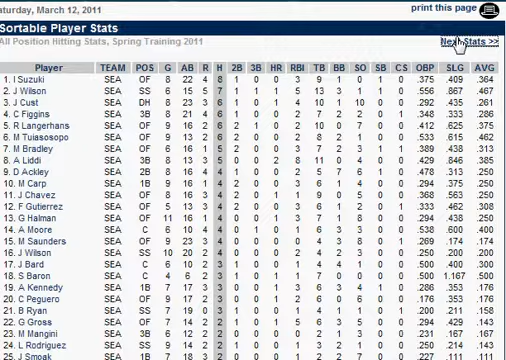 aturday, March 12, 2011
print this page
Sortable Player Stats
All Position Hitting Stats, Spring Training 2011
Next Stats >>
Player TEAM POS G AB R H 2B 3B HR RBI TB BB SO SB CS OBP SLG AVG
1. I Suzuki SEA OF 8 22 4 8 1 0 0 3 9 1 0 4 1 .375 .409 .364
2. J Wilson SEA SS 6 15 5 7 1 1 1 5 13 3 1 1 0 .556 .867 .467
3. J Cust SEA DH 8 23 3 6 1 0 1 4 10 1 10 0 0 .292 .435 .261
4. C Figgins SEA 3B 8 21 4 6 1 0 0 2 7 2 2 0 1 .348 .333 .286
5. R Langerhans SEA OF 9 16 2 6 2 1 0 2 10 0 7 0 0 .412 .625 .375
6. M Tuiasosopo SEA OF 9 13 2 6 2 0 0 2 8 2 3 0 0 .533 .615 .462
7. M Bradley SEA OF 5 16 1 5 2 0 0 3 7 2 3 1 1 .389 .438 .313
8. A Liddi SEA 3B 8 13 3 5 0 0 2 8 11 0 4 0 0 .429 .846 .385
9. D Ackley SEA 2B 8 16 4 4 1 0 0 2 5 7 6 1 0 .478 .313 .250
10. M Carp SEA 1B 9 16 1 4 2 0 0 3 6 1 4 0 0 .294 .375 .250
11. J Chavez SEA OF 8 16 3 4 2 0 1 1 9 0 5 0 0 .368 .563 .250
12. F Gutierrez SEA OF 5 13 3 4 2 0 0 3 6 1 2 0 0 .333 .462 .308
13. G Halman SEA OF 11 16 1 4 0 0 1 3 7 1 8 0 0 .294 .438 .250
14. A Moore SEA C 6 10 4 4 0 1 0 1 6 3 3 0 0 .538 .600 .400
15. M Saunders SEA OF 9 23 3 4 0 0 0 0 4 3 8 0 1 .269 .174 .174
16. J Wilson SEA SS 10 20 2 4 0 0 0 2 4 2 3 0 0 .250 .200 .200
17. J Bard SEA C 6 10 2 3 1 0 0 1 4 2 2 0 0 .500 .400 .300
18. S Baron SEA C 4 6 2 3 1 0 1 1 7 0 0 0 0 .500 1.167 .500
19. A Kennedy SEA 1B 7 17 3 3 1 0 1 3 6 2 3 0 0 .286 .353 .176
20. C Peguero SEA OF 9 17 2 3 1 0 0 0 6 0 6 0 0 .176 .353 .176
21. B Ryan SEA SS 7 19 0 3 1 0 0 1 4 1 1 0 0 .200 .211 .158
22. G Gross SEA OF 7 14 2 2 1 0 1 5 6 3 5 0 0 .294 .429 .143
23. M Mangini SEA 3B 6 12 2 2 0 0 0 0 2 0 3 1 0 .231 .167 .167
24. L Rodriguez SEA SS 9 14 1 2 0
25. J Smoak SEA 1B 7 18 3 2 0